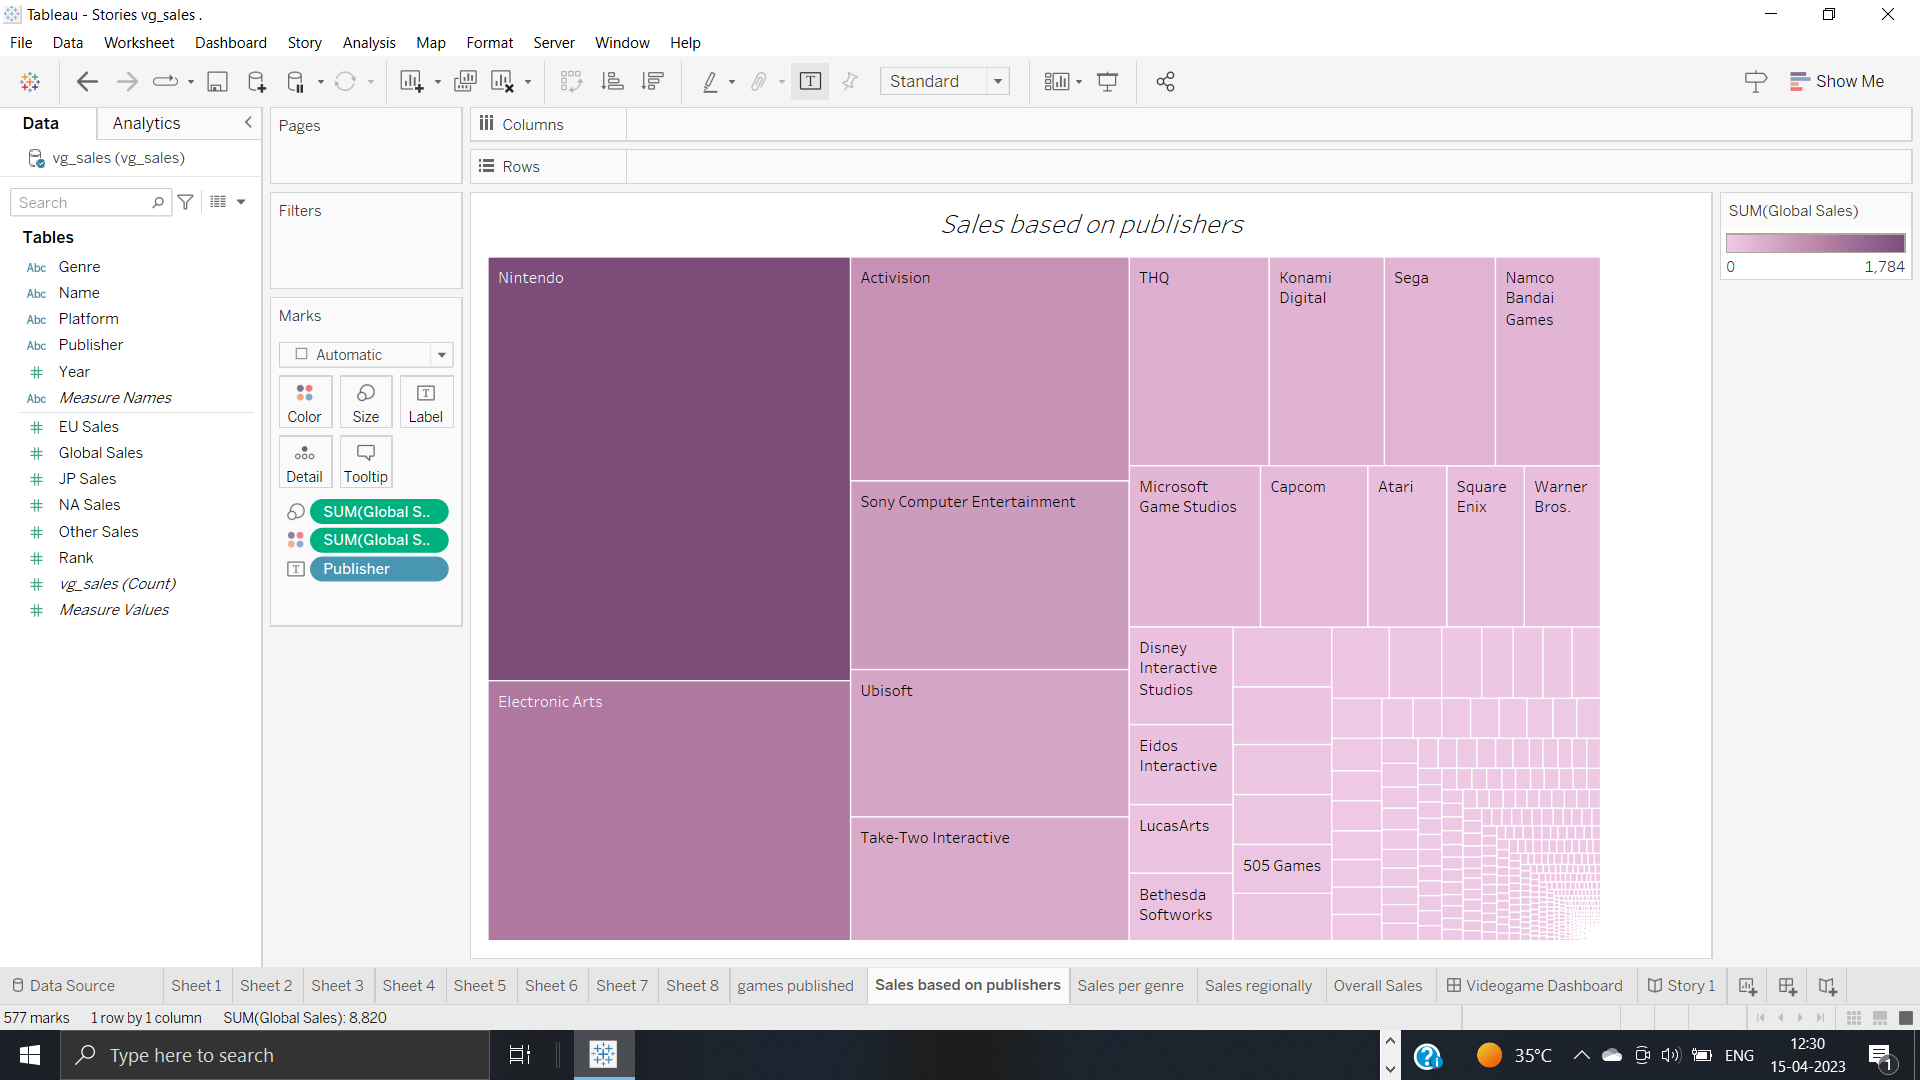 Tableau - Stories vg_sales .
File Data Worksheet Dashboard Story Analysis Map Format Server Window Help
Standard
Show Me
Data Analytics
vg_sales (vg_sales)
Search
Tables
Abc Genre
Abc Name
Abc Platform
Abc Publisher
# Year
Abc Measure Names
# EU Sales
# Global Sales
# JP Sales
# NA Sales
# Other Sales
# Rank
# vg_sales (Count)
# Measure Values
Pages
Filters
Marks
Automatic
Color Size Label
Detail Tooltip
SUM(Global S..
SUM(Global S..
Publisher
Columns
Rows
Sales based on publishers
Nintendo
Electronic Arts
Activision
Sony Computer Entertainment
Ubisoft
Take-Two Interactive
THQ
Konami
Digital
Sega
Namco
Bandai
Games
Microsoft
Game Studios
Capcom
Atari
Square
Enix
Warner
Bros.
Disney
Interactive
Studios
Eidos
Interactive
LucasArts
Bethesda
Softworks
505 Games
SUM(Global Sales)
0 1,784
Data Source Sheet 1 Sheet 2 Sheet 3 Sheet 4 Sheet 5 Sheet 6 Sheet 7 Sheet 8 games published Sales based on publishers Sales per genre Sales regionally Overall Sales Videogame Dashboard Story 1
577 marks 1 row by 1 column SUM(Global Sales): 8,820
Type here to search
35°C
ENG
12:30
15-04-2023
1